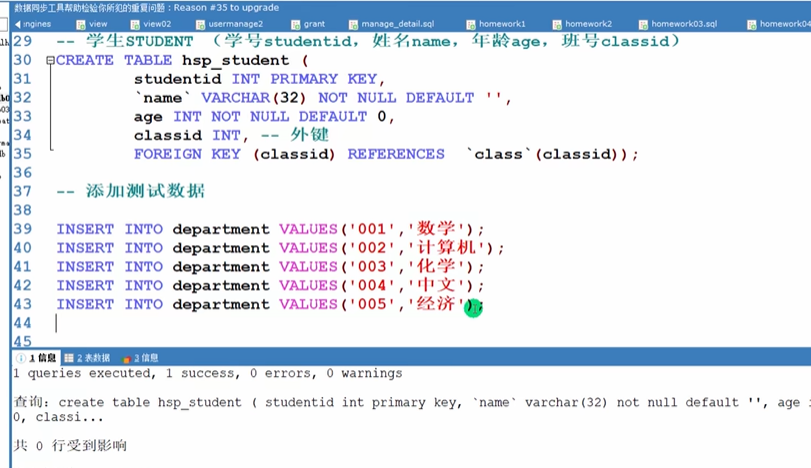 数据同步工具帮助检验你所犯的重复问题：Reason #35 to upgrade
ingines view view02 usermanage2 grant manage_detail.sql homework1 homework2 homework03.sql homework04
29 -- 学生STUDENT （学号studentid，姓名name，年龄age，班号classid）
30 CREATE TABLE hsp_student (
31 studentid INT PRIMARY KEY,
32 `name` VARCHAR(32) NOT NULL DEFAULT '',
33 age INT NOT NULL DEFAULT 0,
34 classid INT, -- 外键
35 FOREIGN KEY (classid) REFERENCES `class`(classid));
36
37 -- 添加测试数据
38
39 INSERT INTO department VALUES('001','数学');
40 INSERT INTO department VALUES('002','计算机');
41 INSERT INTO department VALUES('003','化学');
42 INSERT INTO department VALUES('004','中文');
43 INSERT INTO department VALUES('005','经济');
44
45
1 信息 2 表数据 3 信息
1 queries executed, 1 success, 0 errors, 0 warnings
查询：create table hsp_student ( studentid int primary key, `name` varchar(32) not null default '', age
0, classi...
共 0 行受到影响